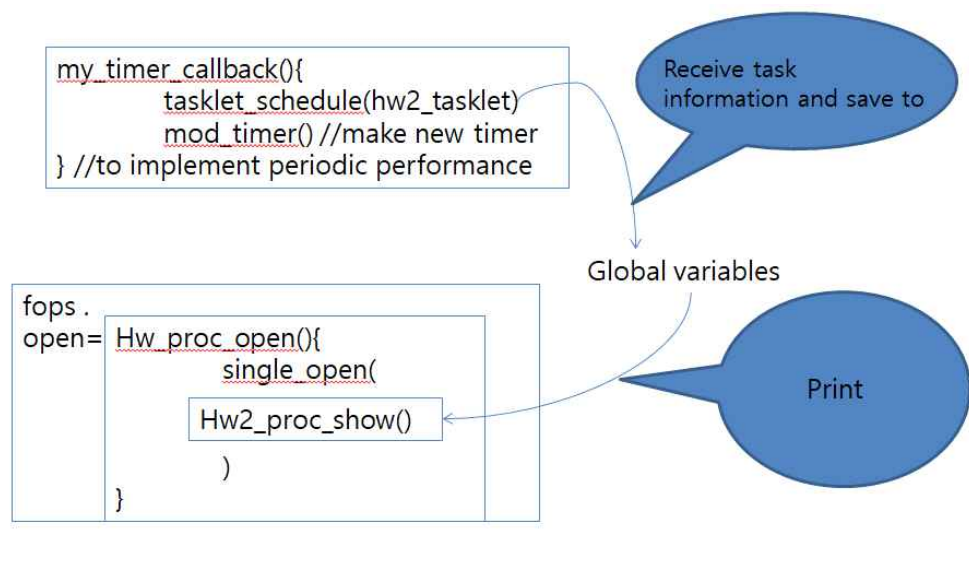 my_timer_callback(){
tasklet_schedule(hw2_tasklet)
mod_timer() //make new timer
} //to implement periodic performance
Receive task
information and save to
Global variables
fops .
open=
Hw_proc_open(){
single_open(
Hw2_proc_show()
)
}
Print